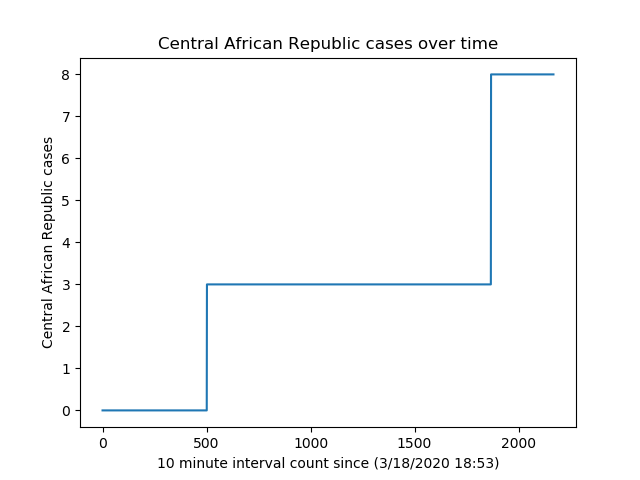 Central African Republic cases over time
Central African Republic cases
8
7
6
5
4
3
2
1
0
0 500 1000 1500 2000
10 minute interval count since (3/18/2020 18:53)